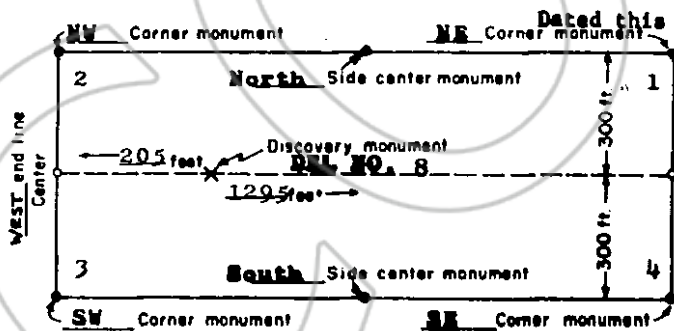 Dated this
NW Corner monument NE Corner monument
2 North Side center monument 1
300 ft.
205 feet Discovery monument
DEL NO. 8
WEST end line
Center
1295 feet
300 ft.
3 South Side center monument 4
SW Corner monument SE Corner monument